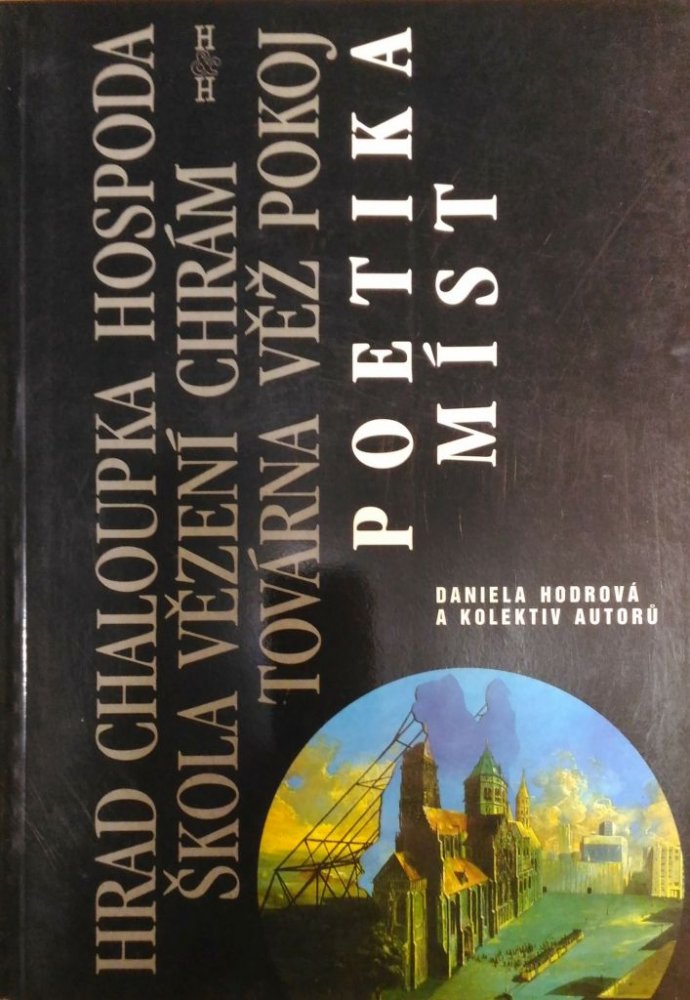 HRAD CHALOUPKA HOSPODA
ŠKOLA VĚZENÍ CHRÁM
H&H
TOVÁRNA VĚŽ POKOJ
POETIKA
MÍST
DANIELA HODROVÁ
A KOLEKTIV AUTORŮ